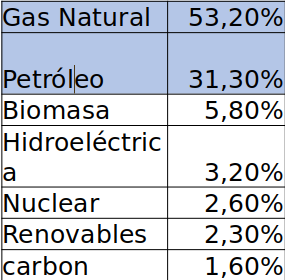 Gas Natural 53,20%
Petróleo 31,30%
Biomasa 5,80%
Hidroeléctric
a 3,20%
Nuclear 2,60%
Renovables 2,30%
carbon 1,60%